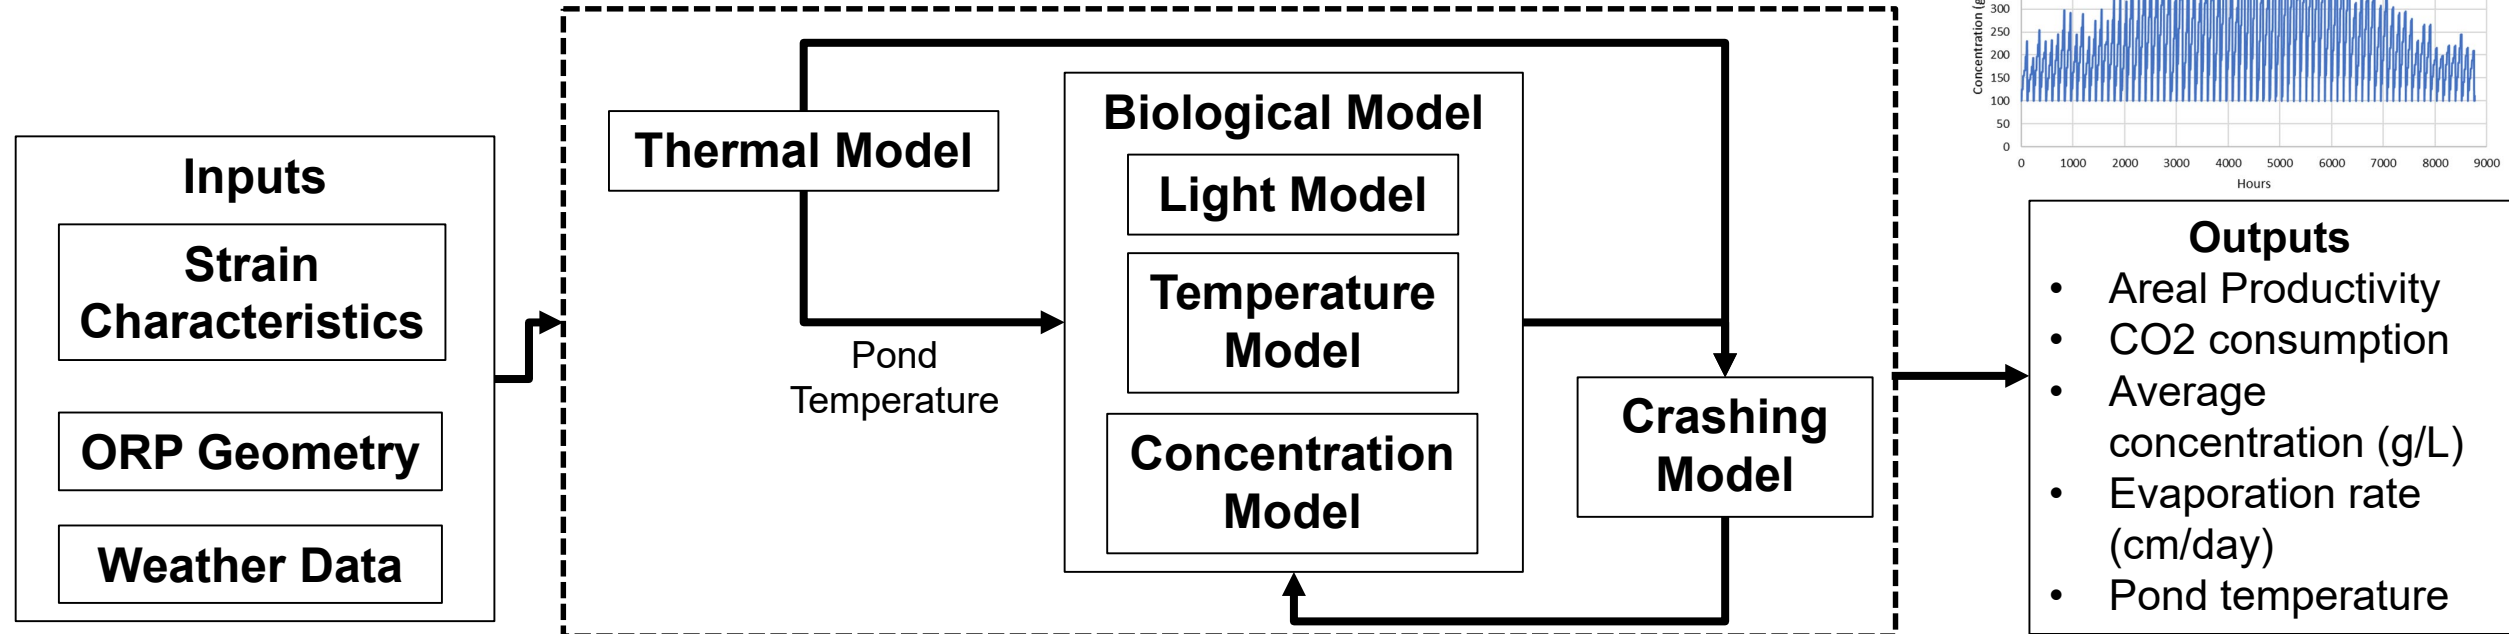 Inputs
Strain
Characteristics
ORP Geometry
Weather Data
Thermal Model
Pond
Temperature
Biological Model
Light Model
Temperature
Model
Concentration
Model
Crashing
Model
Concentration (g
300
250
200
150
100
50
0
0 1000 2000 3000 4000 5000 6000 7000 8000 9000
Hours
Outputs
• Areal Productivity
• CO2 consumption
• Average
concentration (g/L)
• Evaporation rate
(cm/day)
• Pond temperature